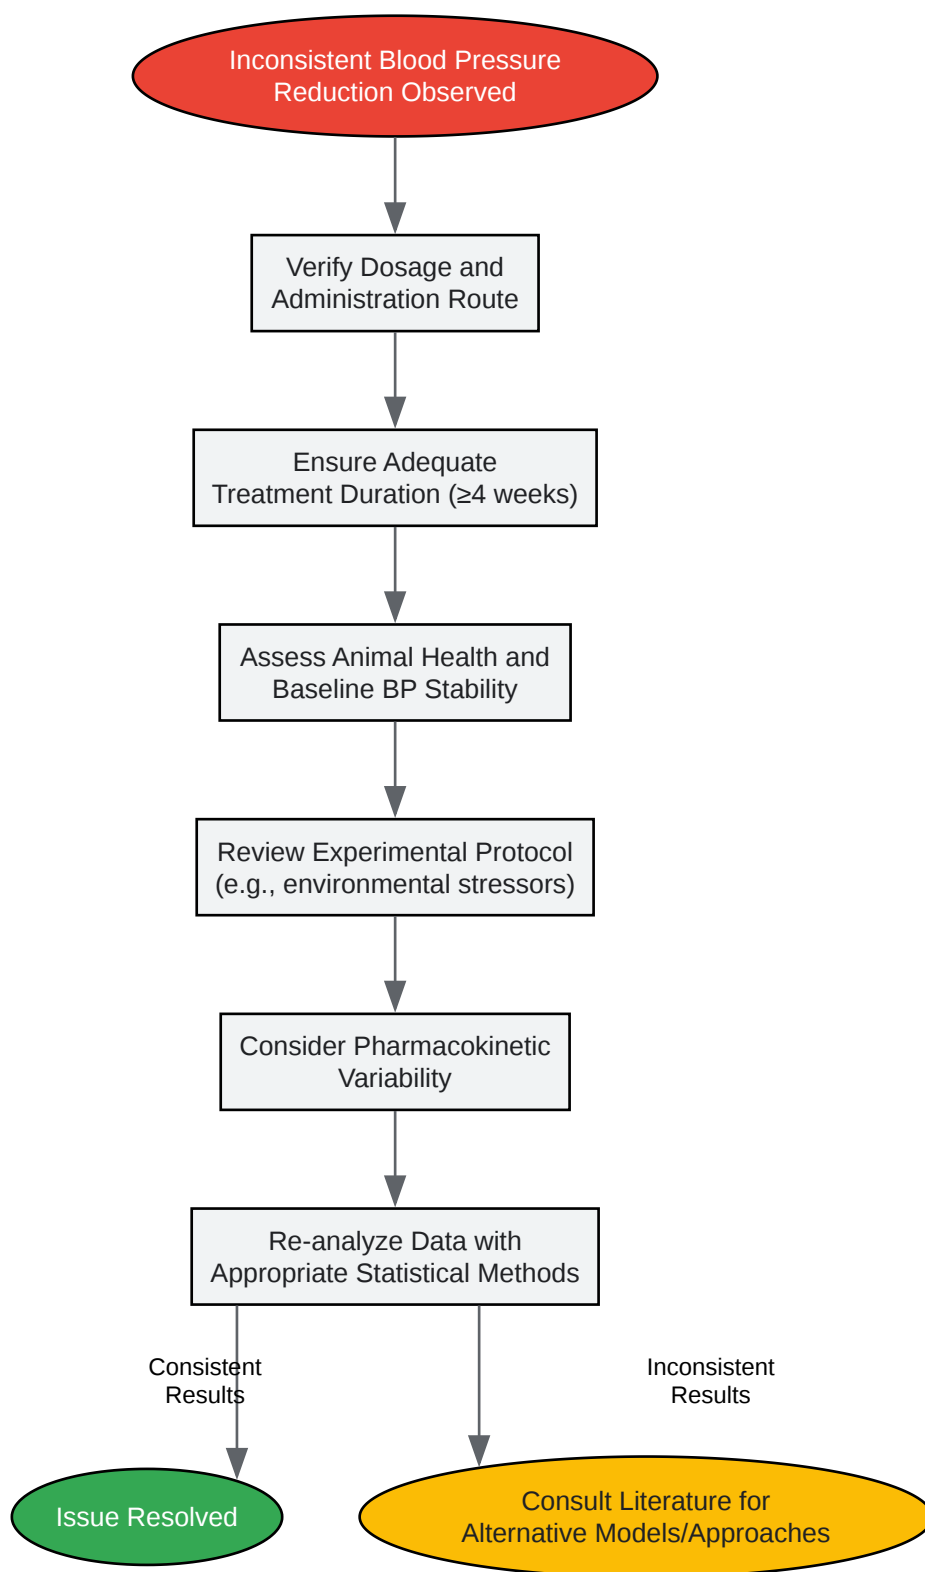 Inconsistent Blood Pressure
Reduction Observed
Verify Dosage and
Administration Route
Ensure Adequate
Treatment Duration (≥4 weeks)
Assess Animal Health and
Baseline BP Stability
Review Experimental Protocol
(e.g., environmental stressors)
Consider Pharmacokinetic
Variability
Re-analyze Data with
Appropriate Statistical Methods
Consistent
Results
Inconsistent
Results
Issue Resolved
Consult Literature for
Alternative Models/Approaches